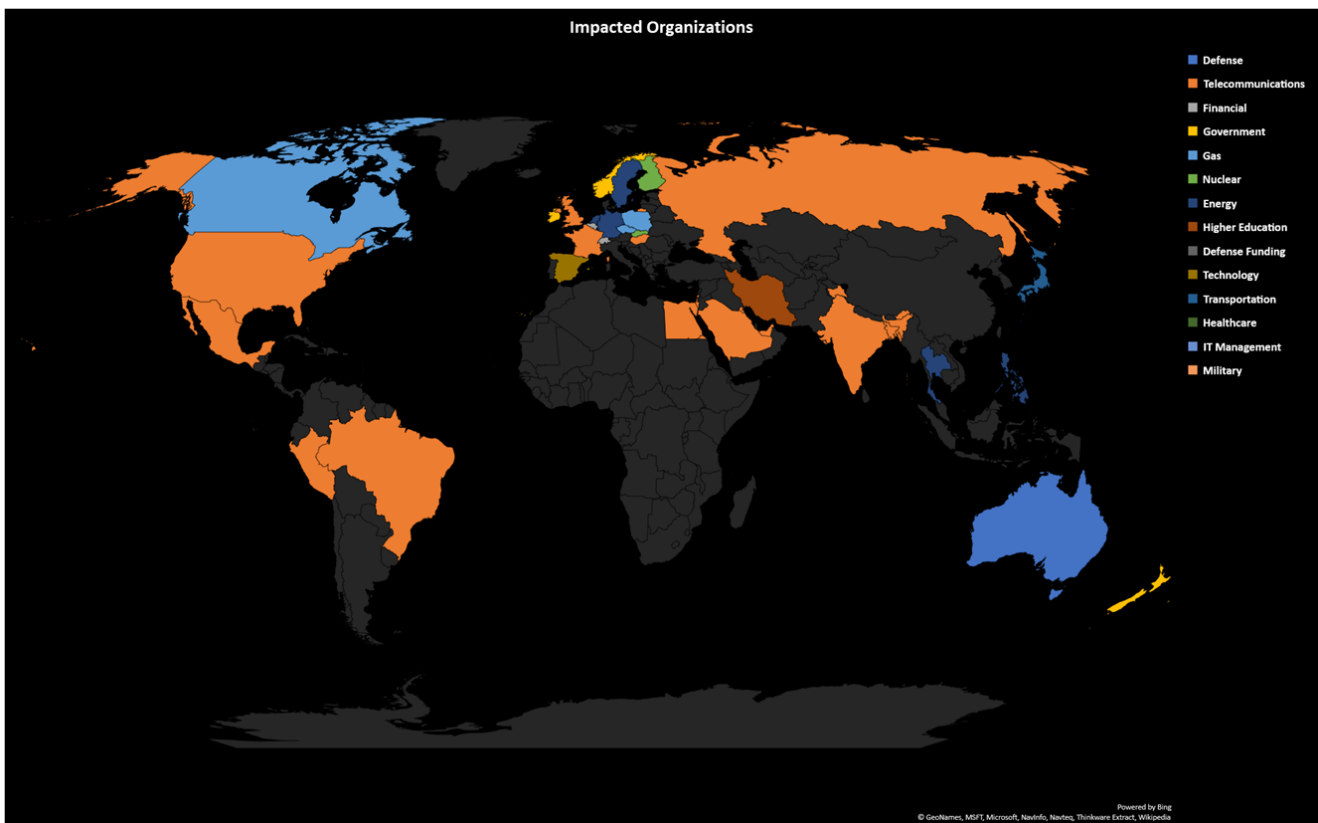 Impacted Organizations
Defense
Telecommunications
Financial
Government
Gas
Nuclear
Energy
Higher Education
Defense Funding
Technology
Transportation
Healthcare
IT Management
Military
Powered by Bing
© GeoNames, MSFT, Microsoft, NavInfo, Navteq, Thinkware Extract, Wikipedia